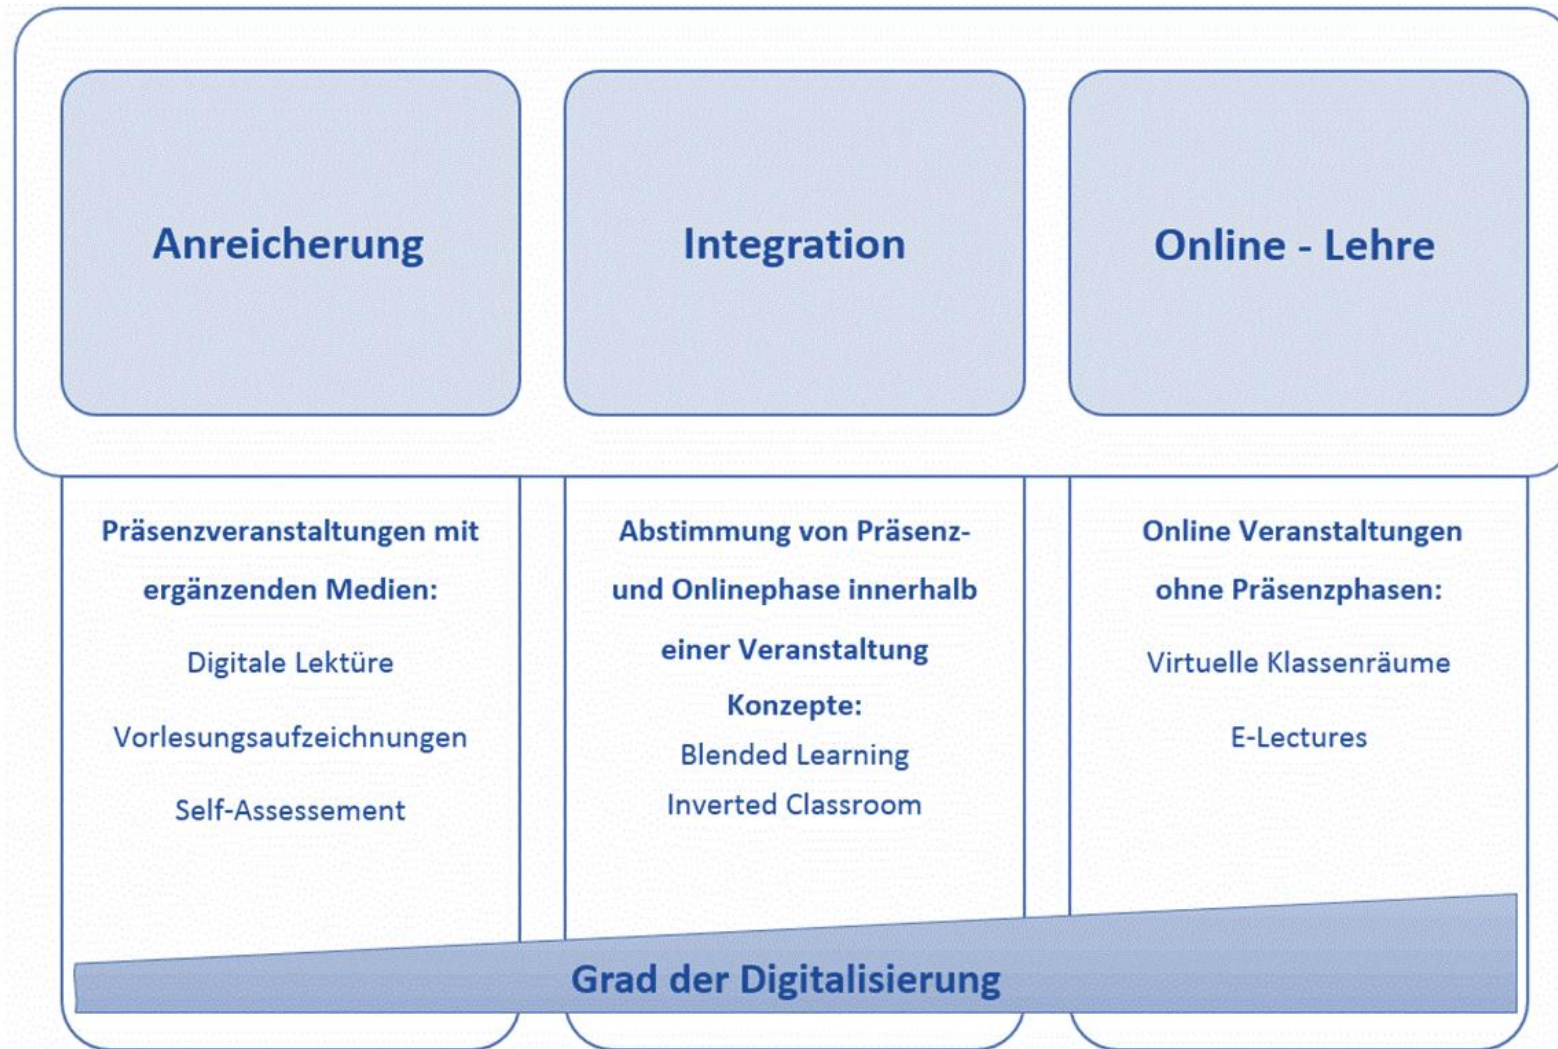 Anreicherung
Integration
Online - Lehre
Präsenzveranstaltungen mit
ergänzenden Medien:
Digitale Lektüre
Vorlesungsaufzeichnungen
Self-Assessement
Abstimmung von Präsenz-
und Onlinephase innerhalb
einer Veranstaltung
Konzepte:
Blended Learning
Inverted Classroom
Online Veranstaltungen
ohne Präsenzphasen:
Virtuelle Klassenräume
E-Lectures
Grad der Digitalisierung